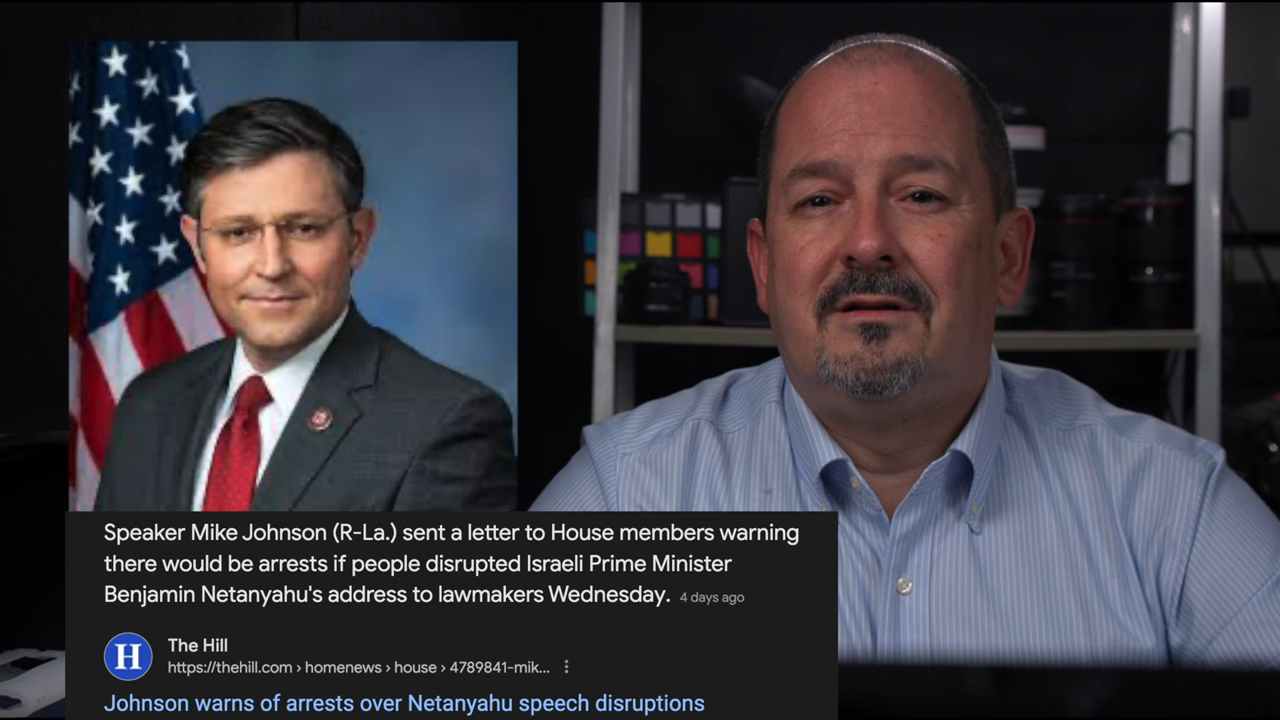 Speaker Mike Johnson (R-La.) sent a letter to House members warning
there would be arrests if people disrupted Israeli Prime Minister
Benjamin Netanyahu's address to lawmakers Wednesday. 4 days ago
H
The Hill
https://thehill.com › homenews › house › 4789841-mik...
Johnson warns of arrests over Netanyahu speech disruptions